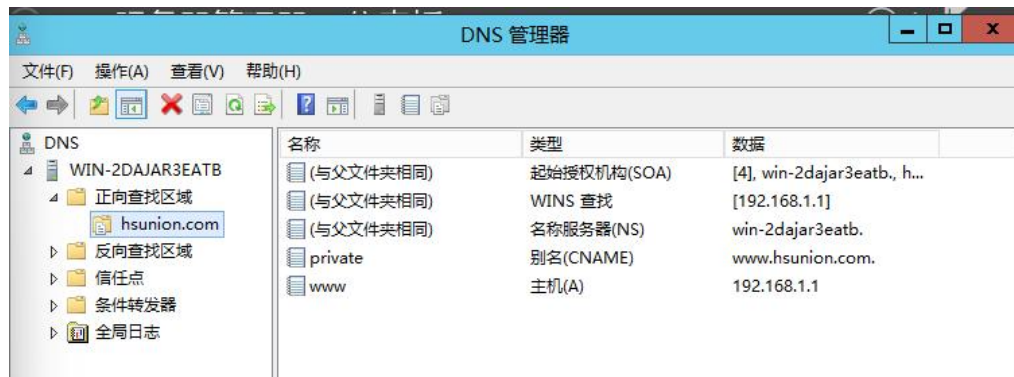 DNS 管理器
文件(F) 操作(A) 查看(V) 帮助(H)
DNS
WIN-2DAJAR3EATB
正向查找区域
hsunion.com
反向查找区域
信任点
条件转发器
全局日志
名称 类型 数据
(与父文件夹相同) 起始授权机构(SOA) [4], win-2dajar3eatb., h...
(与父文件夹相同) WINS 查找 [192.168.1.1]
(与父文件夹相同) 名称服务器(NS) win-2dajar3eatb.
private 别名(CNAME) www.hsunion.com.
www 主机(A) 192.168.1.1